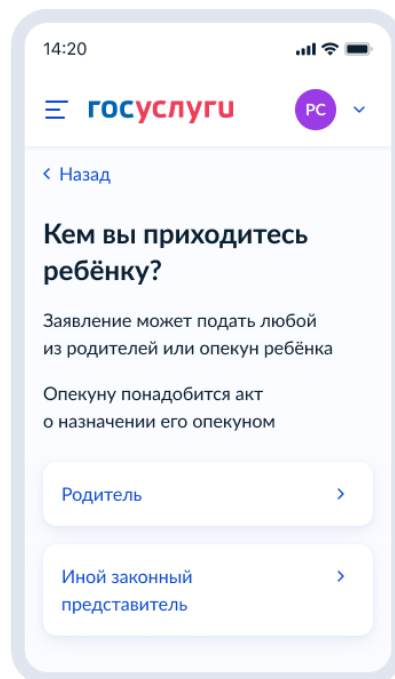 14:20
госуслуги
РС
Назад
Кем вы приходитесь
ребёнку?
Заявление может подать любой
из родителей или опекун ребёнка
Опекуну понадобится акт
о назначении его опекуном
Родитель
Иной законный
представитель